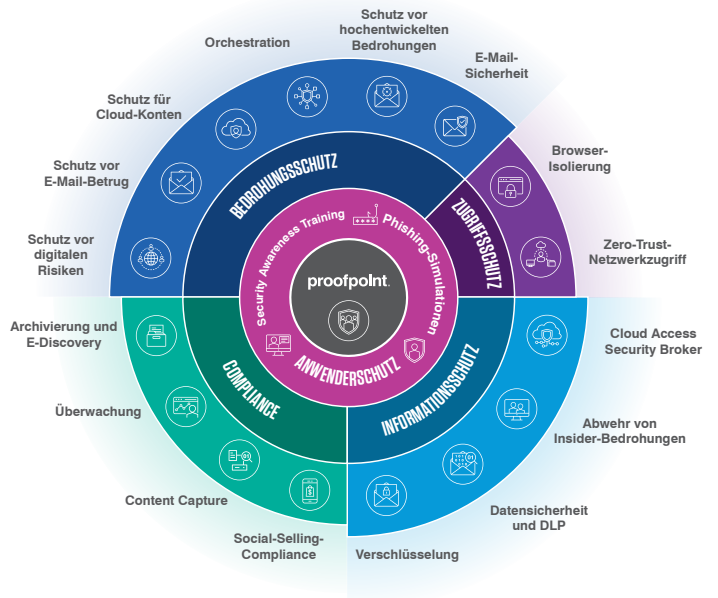 Schutz vor
hochentwickelten
Bedrohungen
Orchestration
E-Mail-
Sicherheit
Schutz für
Cloud-Konten
Browser-
Isolierung
Schutz vor
E-Mail-Betrug
Schutz vor
digitalen
Risiken
Zero-Trust-
Netzwerkzugriff
BEDROHUNGSSCHUTZ
ZUGRIFFSSCHUTZ
Security Awareness Training
Phishing-Simulationen
proofpoint.
ANWENDERSCHUTZ
COMPLIANCE
INFORMATIONSSCHUTZ
Archivierung und
E-Discovery
Cloud Access
Security Broker
Überwachung
Abwehr von
Insider-Bedrohungen
Content Capture
Datensicherheit
und DLP
Social-Selling-
Compliance
Verschlüsselung